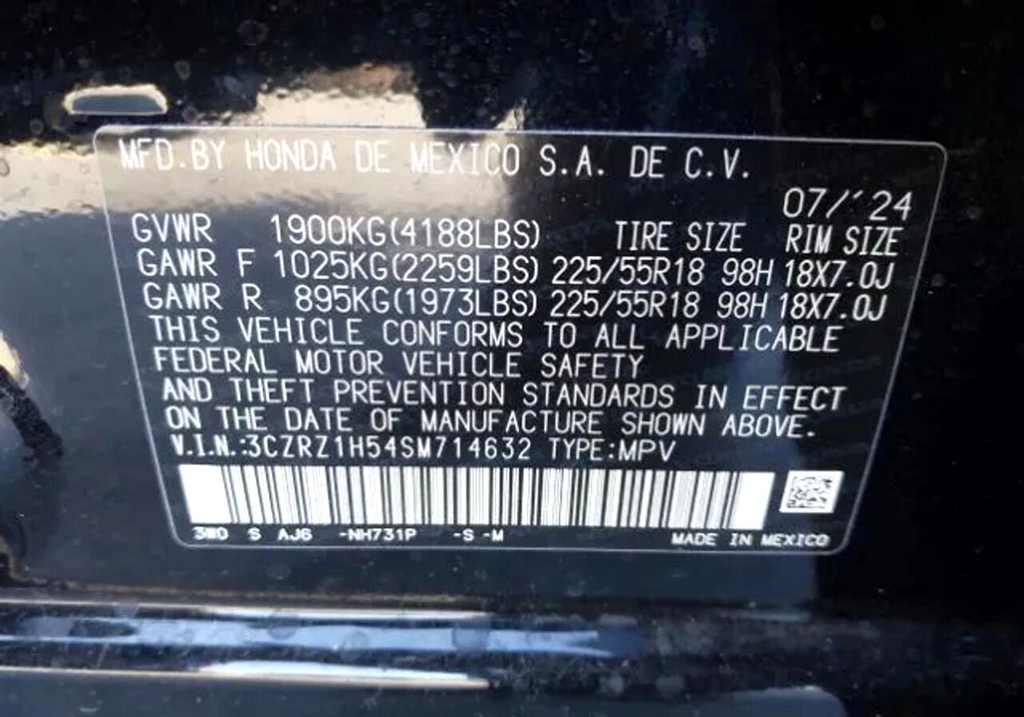 MFD.BY HONDA DE MEXICO S.A. DE C.V.
07/'24
GVWR 1900KG(4188LBS) TIRE SIZE RIM SIZE
GAWR F 1025KG(2259LBS) 225/55R18 98H 18X7.0J
GAWR R 895KG(1973LBS) 225/55R18 98H 18X7.0J
THIS VEHICLE CONFORMS TO ALL APPLICABLE
FEDERAL MOTOR VEHICLE SAFETY
AND THEFT PREVENTION STANDARDS IN EFFECT
ON THE DATE OF MANUFACTURE SHOWN ABOVE.
V.I.N.:3CZRZ1H54SM714632 TYPE:MPV
3W0 S AJ6 -NH731P -S -M MADE IN MEXICO